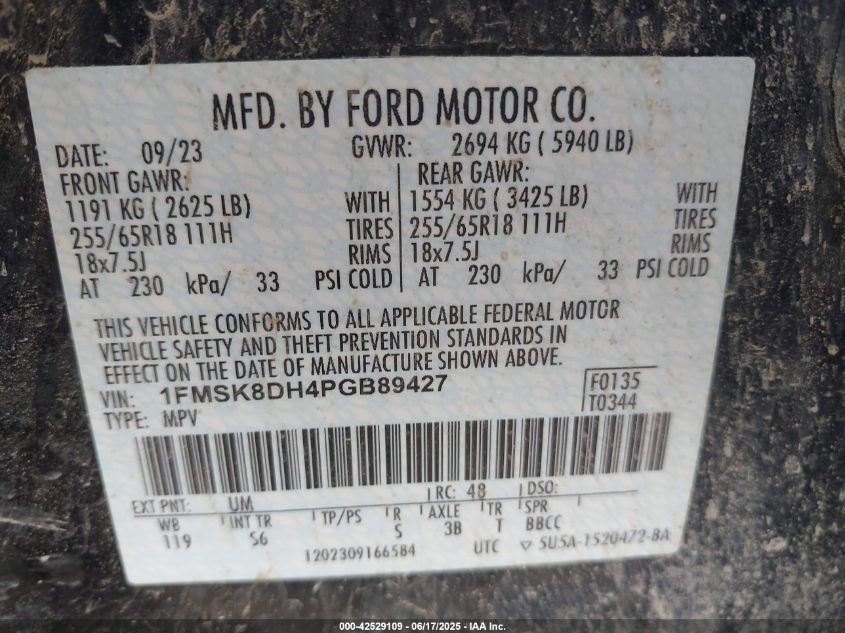 MFD. BY FORD MOTOR CO.
DATE: 09/23 GVWR: 2694 KG ( 5940 LB)
FRONT GAWR: REAR GAWR:
1191 KG ( 2625 LB) WITH 1554 KG ( 3425 LB) WITH
255/65R18 111H TIRES 255/65R18 111H TIRES
18x7.5J RIMS 18x7.5J RIMS
AT 230 kPa/ 33 PSI COLD AT 230 kPa/ 33 PSI COLD
THIS VEHICLE CONFORMS TO ALL APPLICABLE FEDERAL MOTOR
VEHICLE SAFETY AND THEFT PREVENTION STANDARDS IN
EFFECT ON THE DATE OF MANUFACTURE SHOWN ABOVE.
VIN: 1FMSK8DH4PGB89427 F0135
TYPE: MPV T0344
EXT PNT: UM RC: 48 DSO:
WB INT TR TP/PS R AXLE TR SPR
119 S6 S 3B T BBCC
1202309166584 UTC ▽ 5U5A-1520472-BA
000-42529109 - 06/17/2025 - IAA Inc.